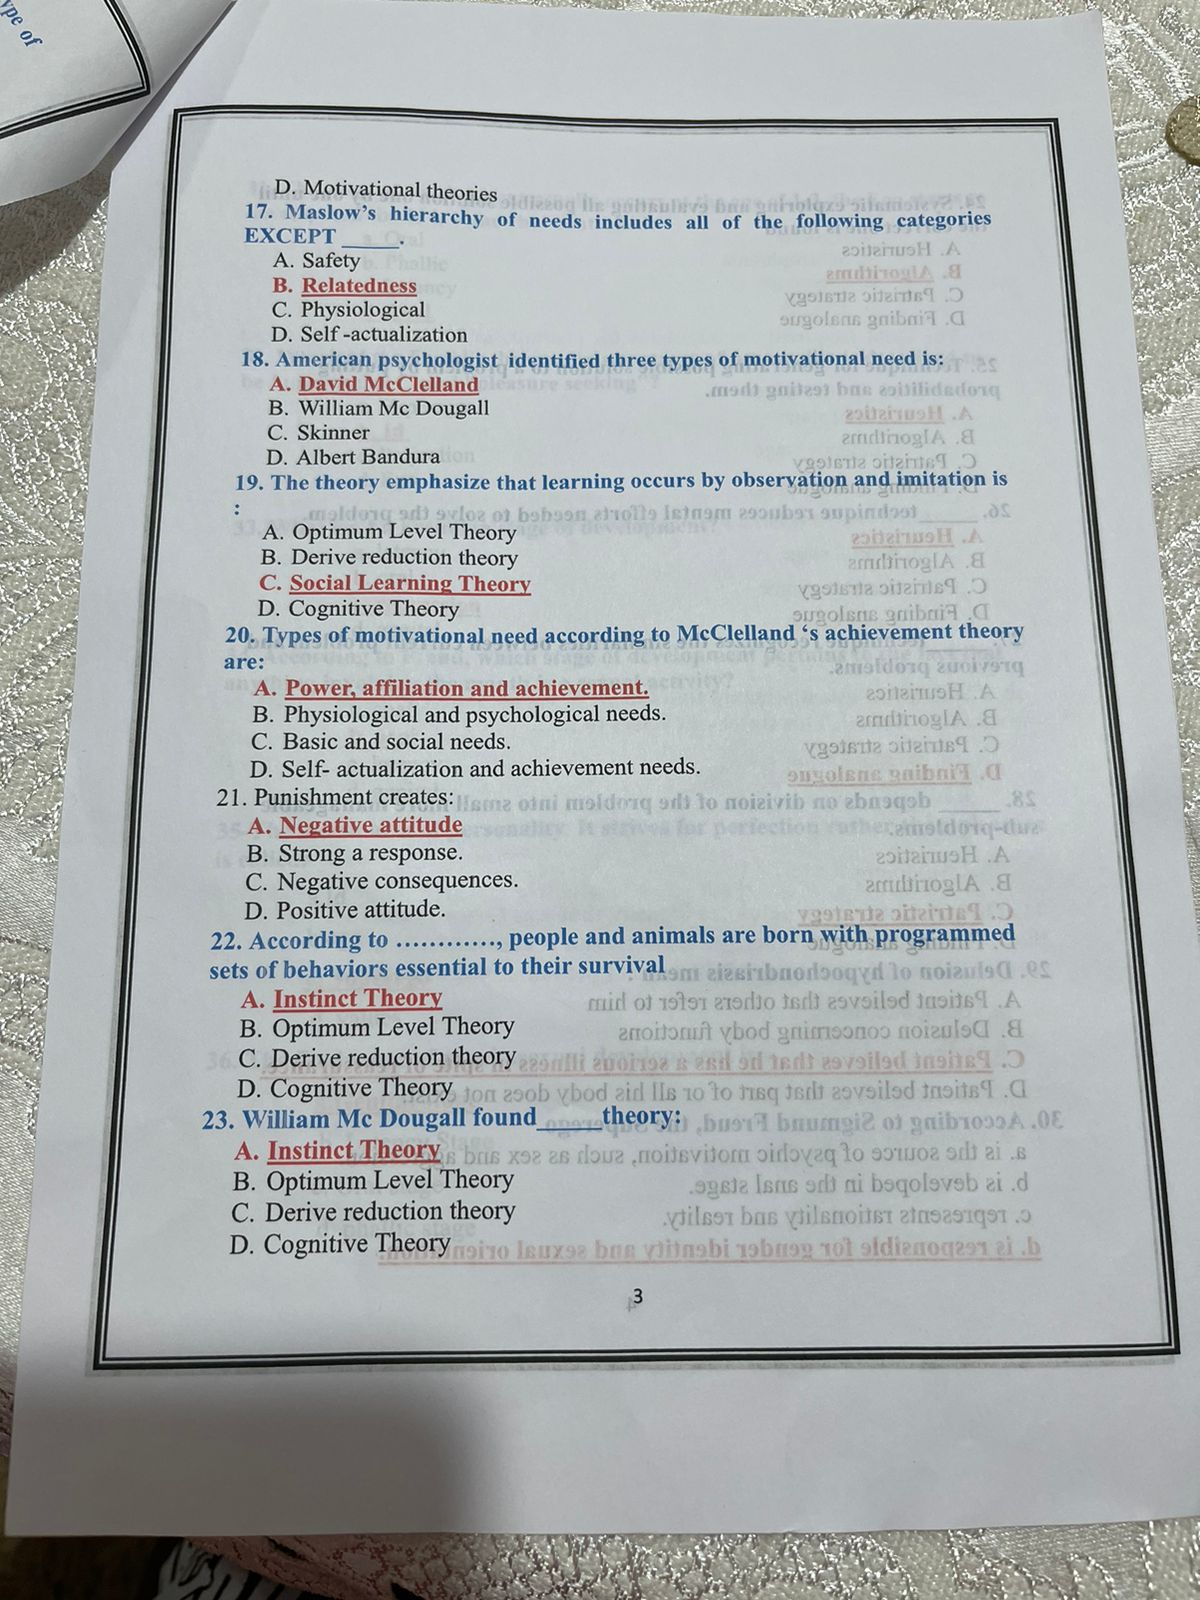 ype of
D. Motivational theories
17. Maslow's hierarchy of needs includes all of the following categories
EXCEPT _____.
A. Safety
B. Relatedness
C. Physiological
D. Self -actualization
18. American psychologist identified three types of motivational need is:
A. David McClelland
B. William Mc Dougall
C. Skinner
D. Albert Bandura
19. The theory emphasize that learning occurs by observation and imitation is
:
A. Optimum Level Theory
B. Derive reduction theory
C. Social Learning Theory
D. Cognitive Theory
20. Types of motivational need according to McClelland 's achievement theory
are:
A. Power, affiliation and achievement.
B. Physiological and psychological needs.
C. Basic and social needs.
D. Self- actualization and achievement needs.
21. Punishment creates:
A. Negative attitude
B. Strong a response.
C. Negative consequences.
D. Positive attitude.
22. According to ............, people and animals are born with programmed
sets of behaviors essential to their survival
A. Instinct Theory
B. Optimum Level Theory
C. Derive reduction theory
D. Cognitive Theory
23. William Mc Dougall found_____theory:
A. Instinct Theory
B. Optimum Level Theory
C. Derive reduction theory
D. Cognitive Theory
3